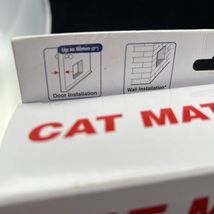 Up to 50mm (2")
Door Installation
Wall Installation*
CAT MAT